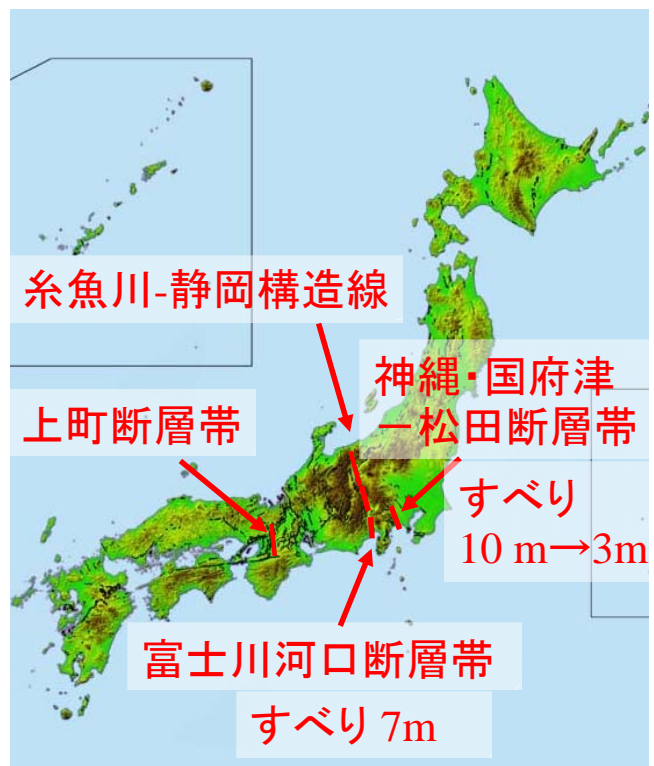 糸魚川-静岡構造線
神縄・国府津
－松田断層帯
上町断層帯
すべり
10 m→3m
富士川河口断層帯
すべり 7m